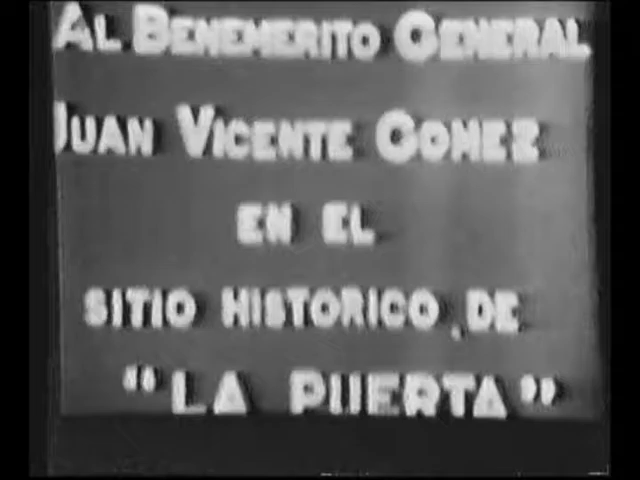 AL BENEMERITO GENERAL
JUAN VICENTE GOMEZ
EN EL
SITIO HISTORICO DE
"LA PUERTA"